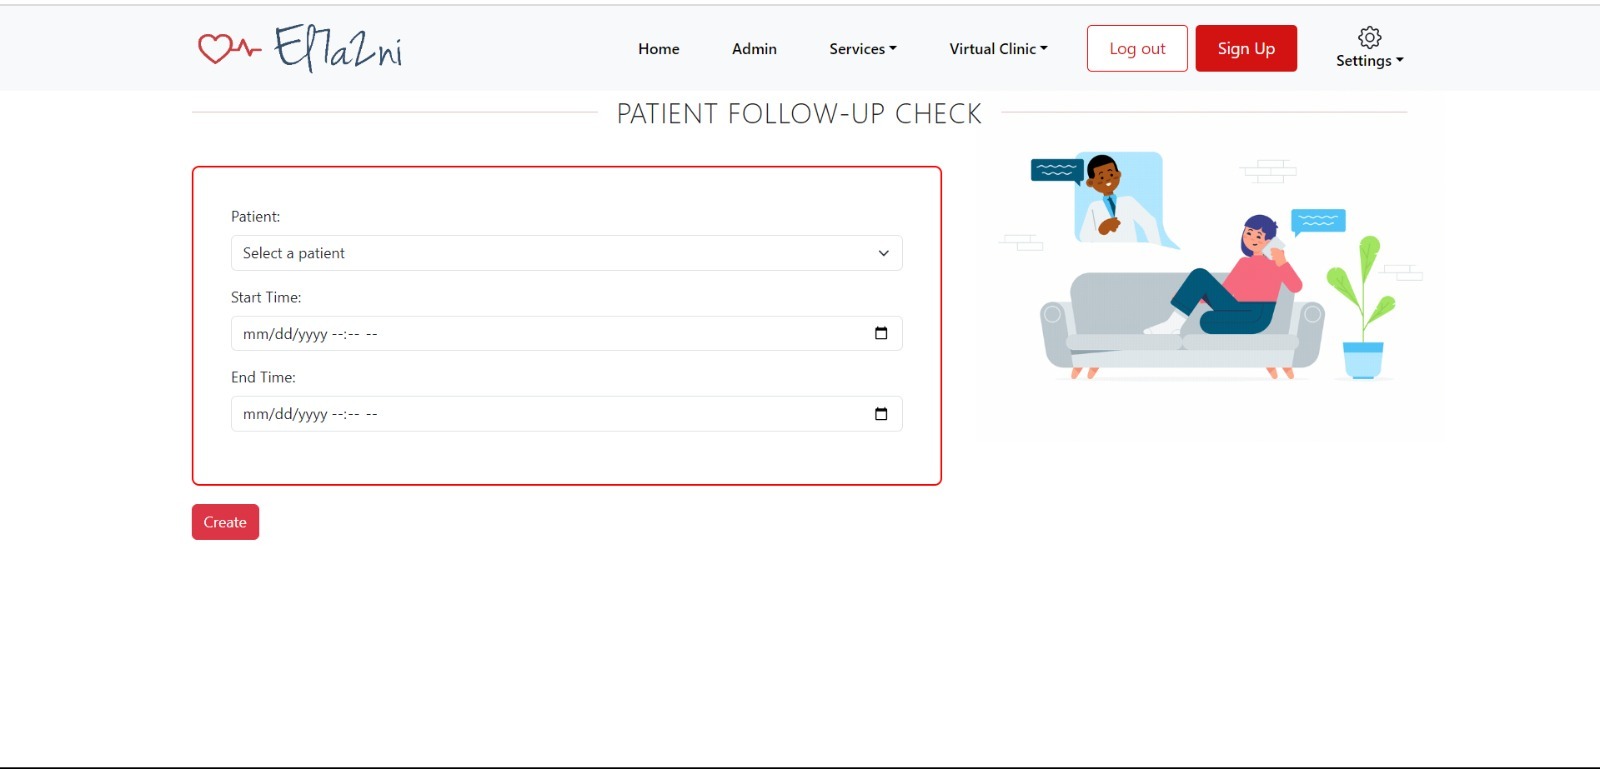 El7a2ni
Home
Admin
Services
Virtual Clinic
Log out
Sign Up
Settings
PATIENT FOLLOW-UP CHECK
Patient:
Select a patient
Start Time:
mm/dd/yyyy --:-- --
End Time:
mm/dd/yyyy --:-- --
Create